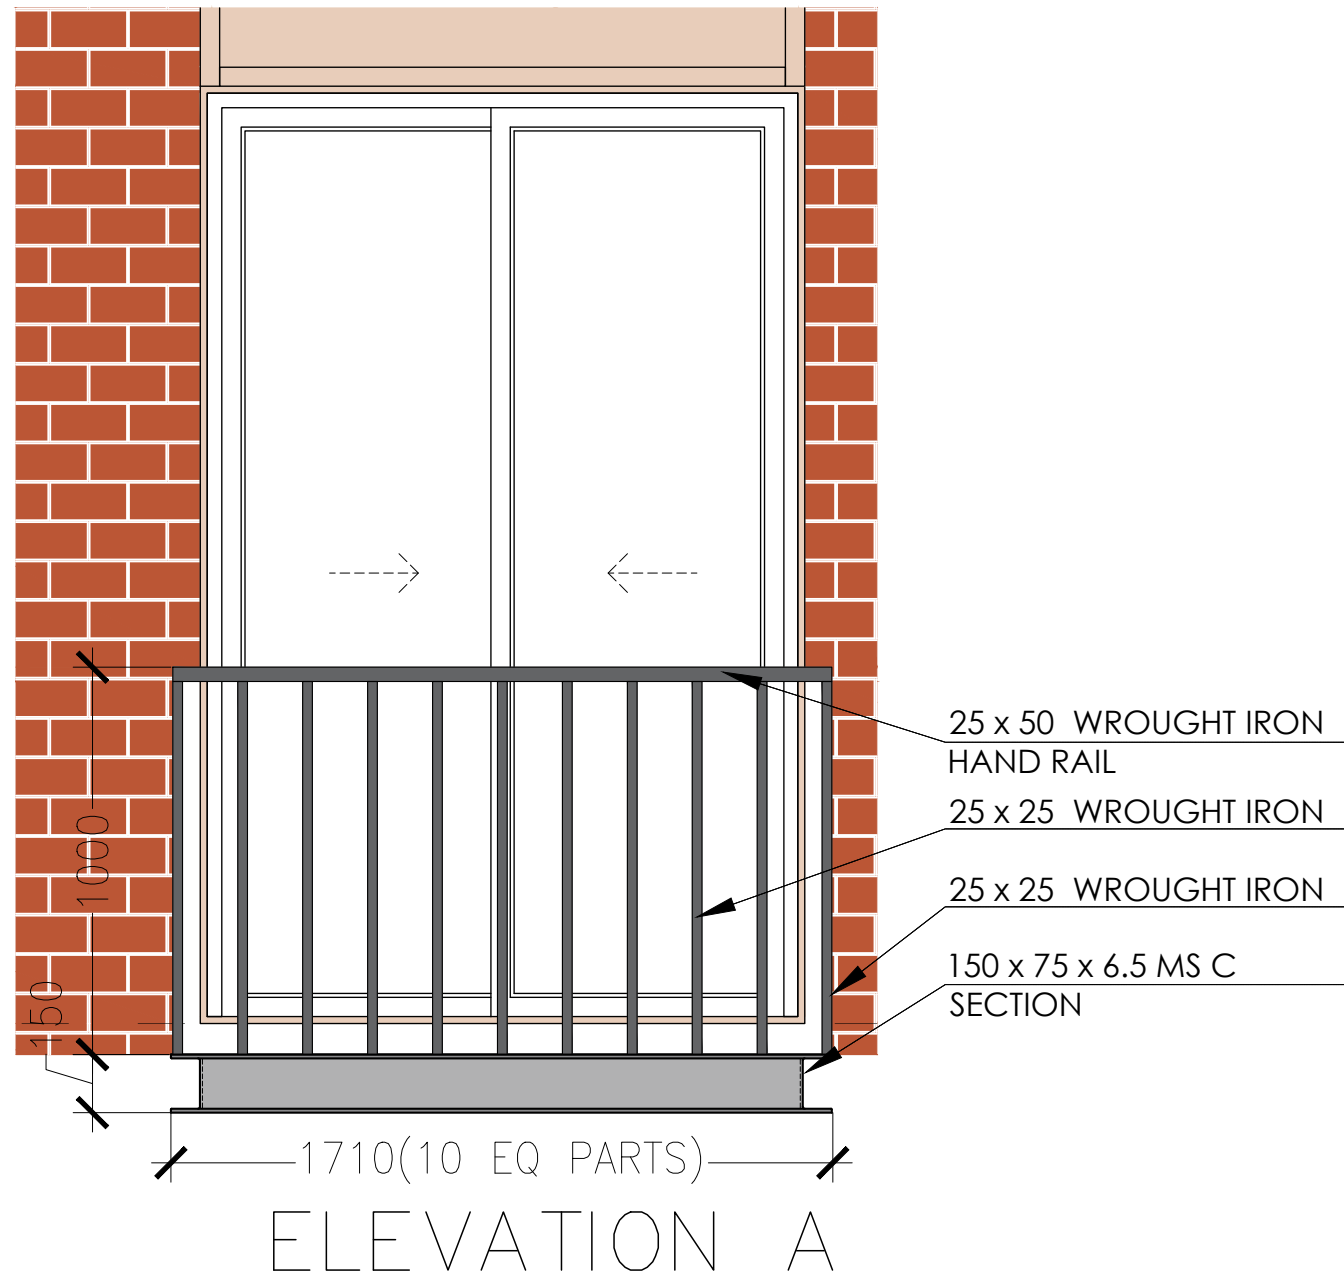 25 x 50 WROUGHT IRON
HAND RAIL
25 x 25 WROUGHT IRON
25 x 25 WROUGHT IRON
150 x 75 x 6.5 MS C
SECTION
1000
150
1710(10 EQ PARTS)
ELEVATION A